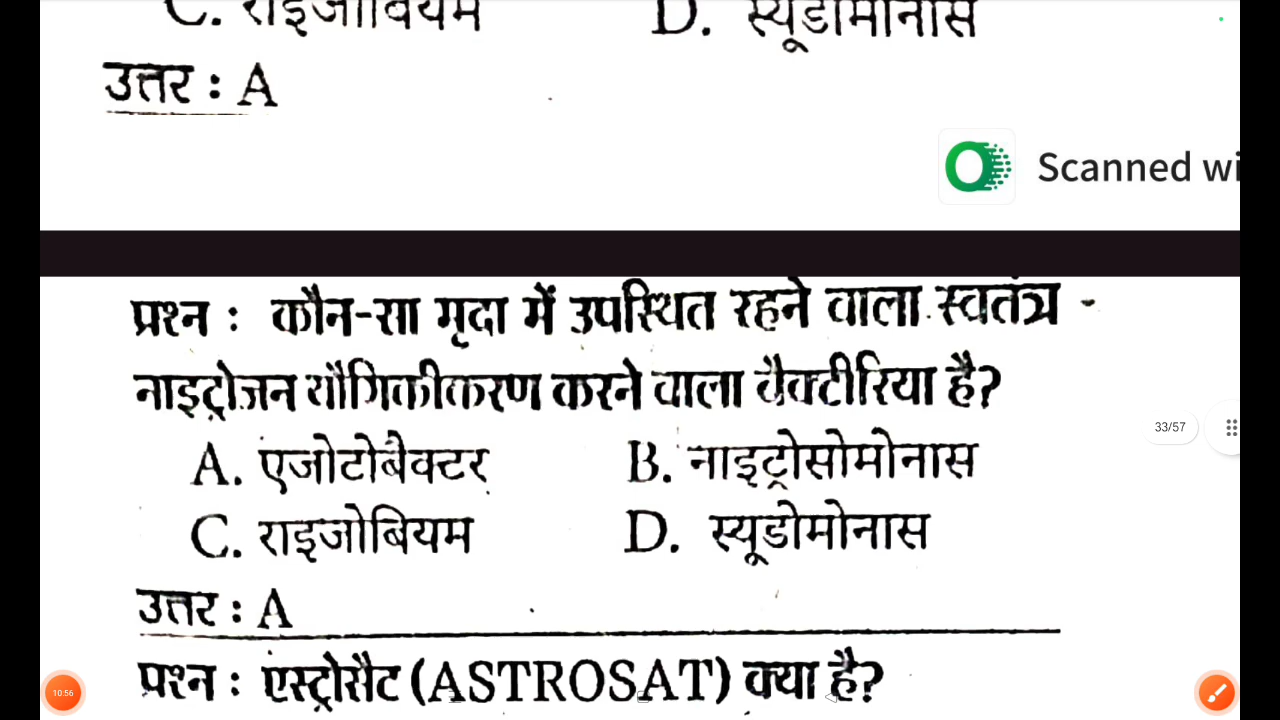 C. राइजोबियम D. स्यूडोमोनास
उत्तर : A
Scanned wi
प्रश्न : कौन-सा मृदा में उपस्थित रहने वाला स्वतंत्र -
नाइट्रोजन यौगिकीकरण करने वाला बैक्टीरिया है?
33/57
A. एजोटोबैक्टर B. नाइट्रोसोमोनास
C. राइजोबियम D. स्यूडोमोनास
उत्तर : A
प्रश्न : एस्ट्रोसैट (ASTROSAT) क्या है?
10:56